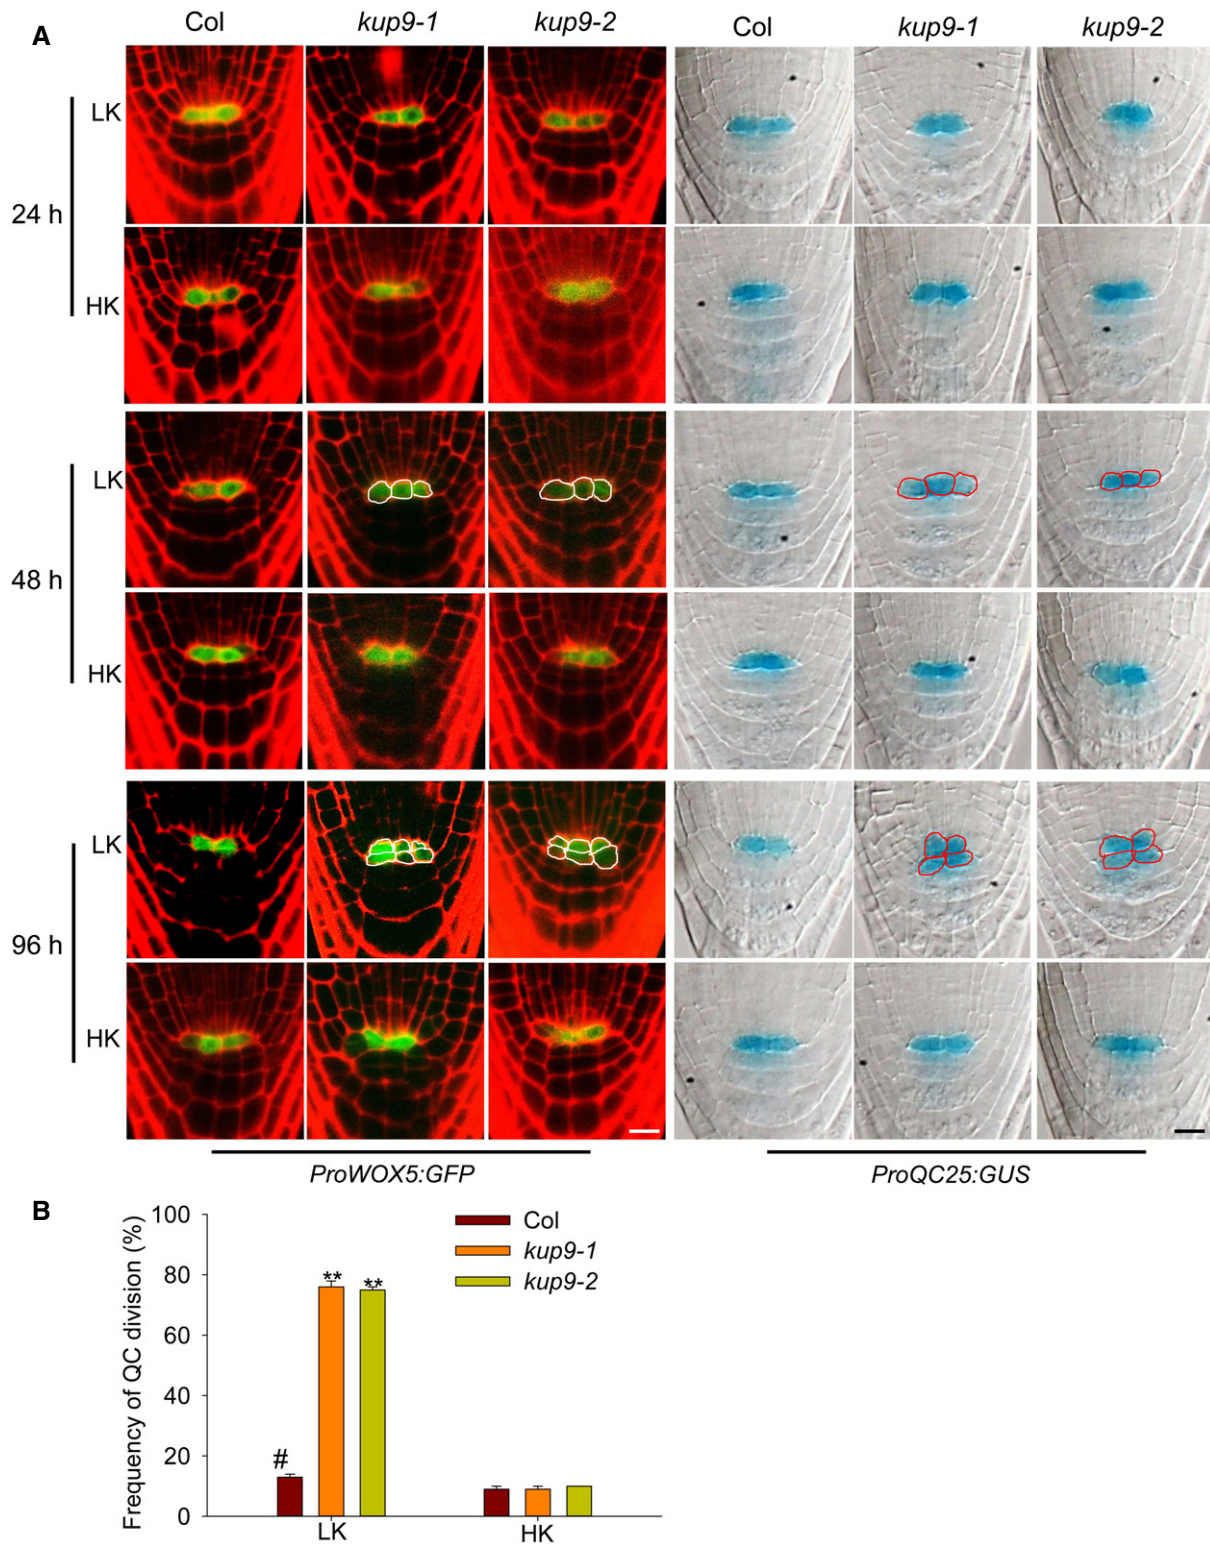 A
Col kup9-1 kup9-2 Col kup9-1 kup9-2
LK
24 h
HK
LK
48 h
HK
LK
96 h
HK
ProWOX5:GFP ProQC25:GUS
B
Frequency of QC division (%)
100
80
60
40
20
0
Col
kup9-1
kup9-2
# ** **
LK HK